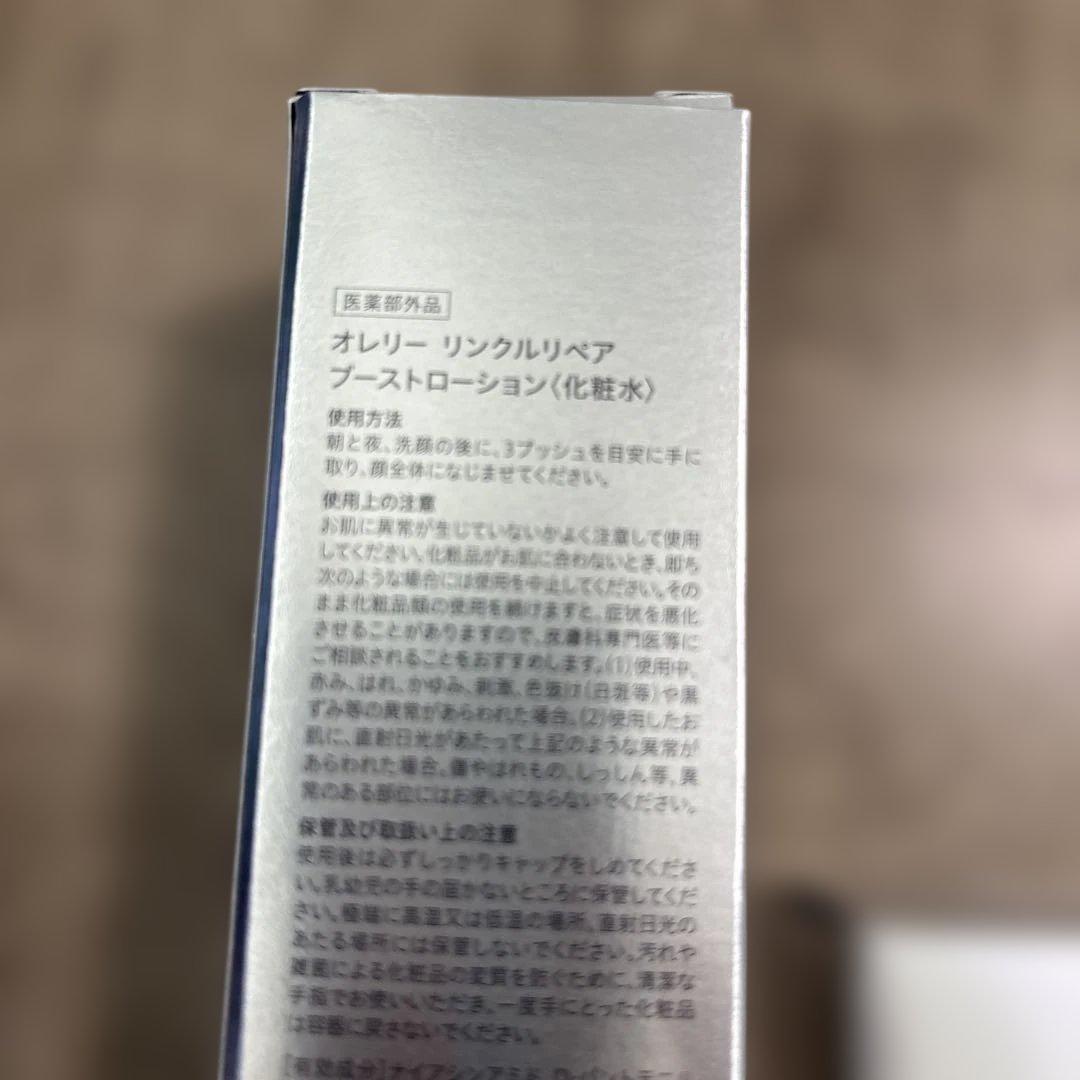 医薬部外品
オレリー リンクルリペア
ブーストローション〈化粧水〉
使用方法
朝と夜、洗顔の後に、3プッシュを目安に手に
取り、顔全体になじませてください。
使用上の注意
お肌に異常が生じていないかよく注意して使用
してください。化粧品がお肌に合わないとき、即ち
次のような場合には使用を中止してください。その
まま化粧品類の使用を続けますと、症状を悪化
させることがありますので、皮膚科専門医等に
ご相談されることをおすすめします。(1)使用中、
赤み、はれ、かゆみ、刺激、色抜け(白斑等)や黒
ずみ等の異常があらわれた場合。(2)使用したお
肌に、直射日光があたって上記のような異常が
あらわれた場合。傷やはれもの、しっしん等、異
常のある部位にはお使いにならないでください。
保管及び取扱い上の注意
使用後は必ずしっかりキャップをしめてくださ
い。乳幼児の手の届かないところに保管してくだ
さい。極端に高温又は低温の場所、直射日光の
あたる場所には保管しないでください。汚れや
雑菌による化粧品の変質を防ぐために、清潔な
手指でお使いいただき、一度手にとった化粧品
は容器に戻さないでください。
[有効成分]ナイアシンアミド、D-パントテニル